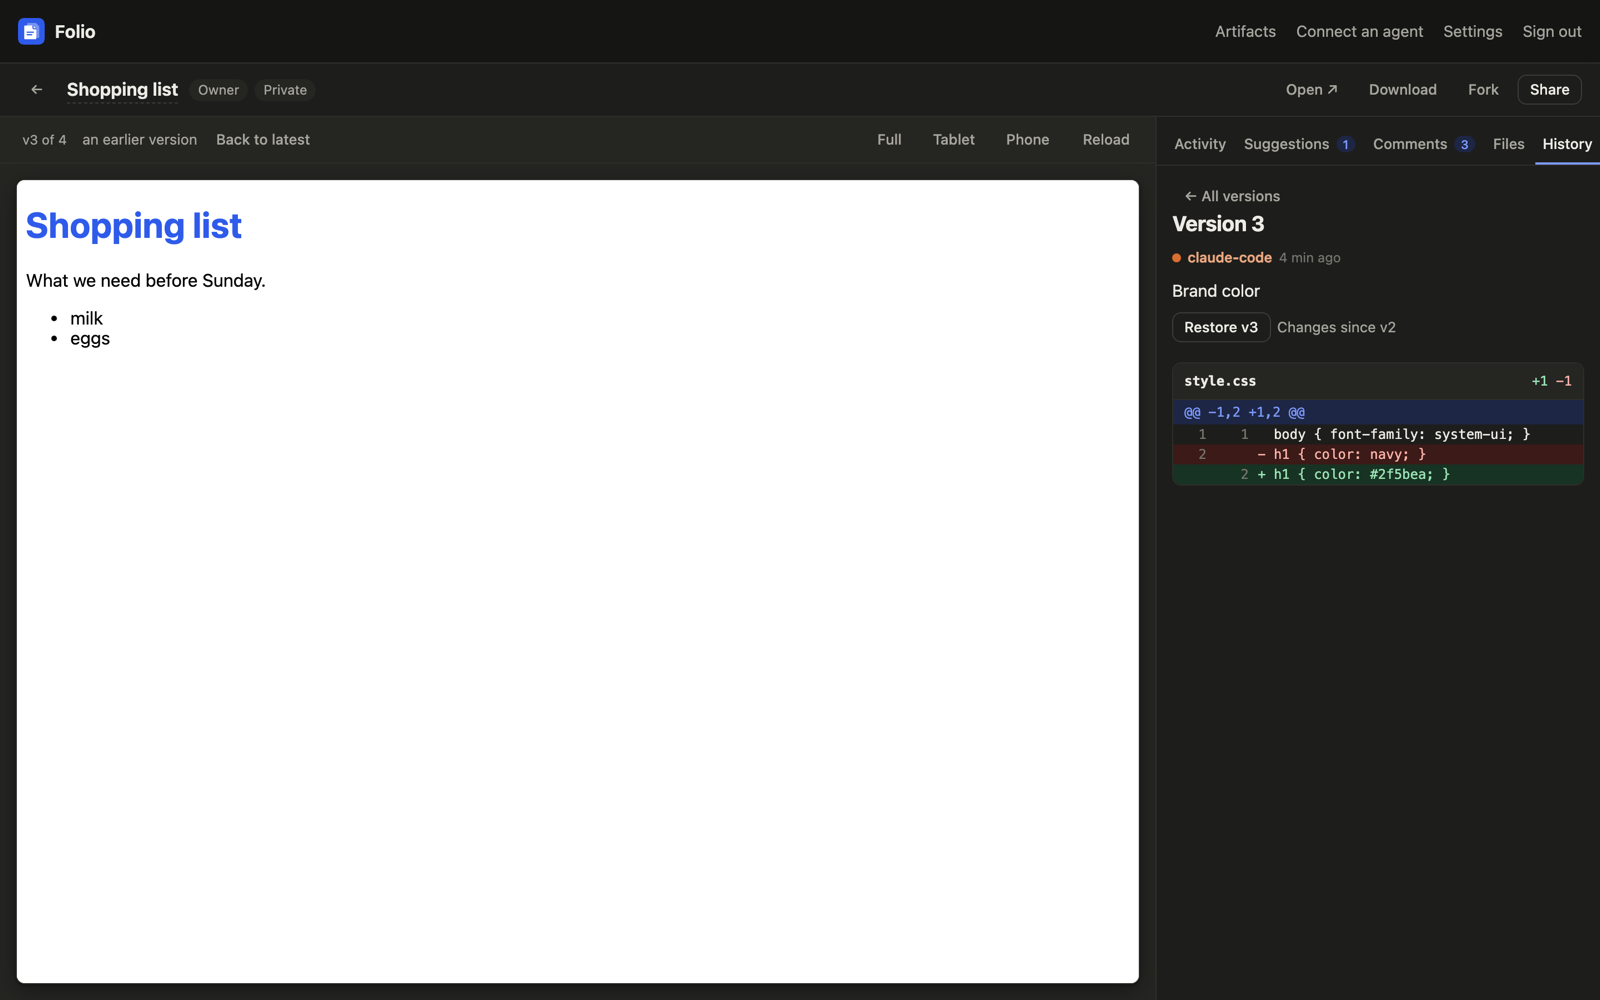 Folio
Artifacts Connect an agent Settings Sign out
← Shopping list Owner Private
Open ↗ Download Fork Share
v3 of 4 an earlier version Back to latest
Full Tablet Phone Reload
Shopping list
What we need before Sunday.
• milk
• eggs
Activity Suggestions 1 Comments 3 Files History
← All versions
Version 3
claude-code 4 min ago
Brand color
Restore v3 Changes since v2
style.css +1 −1
@@ −1,2 +1,2 @@
1 1 body { font-family: system-ui; }
2 − h1 { color: navy; }
2 + h1 { color: #2f5bea; }